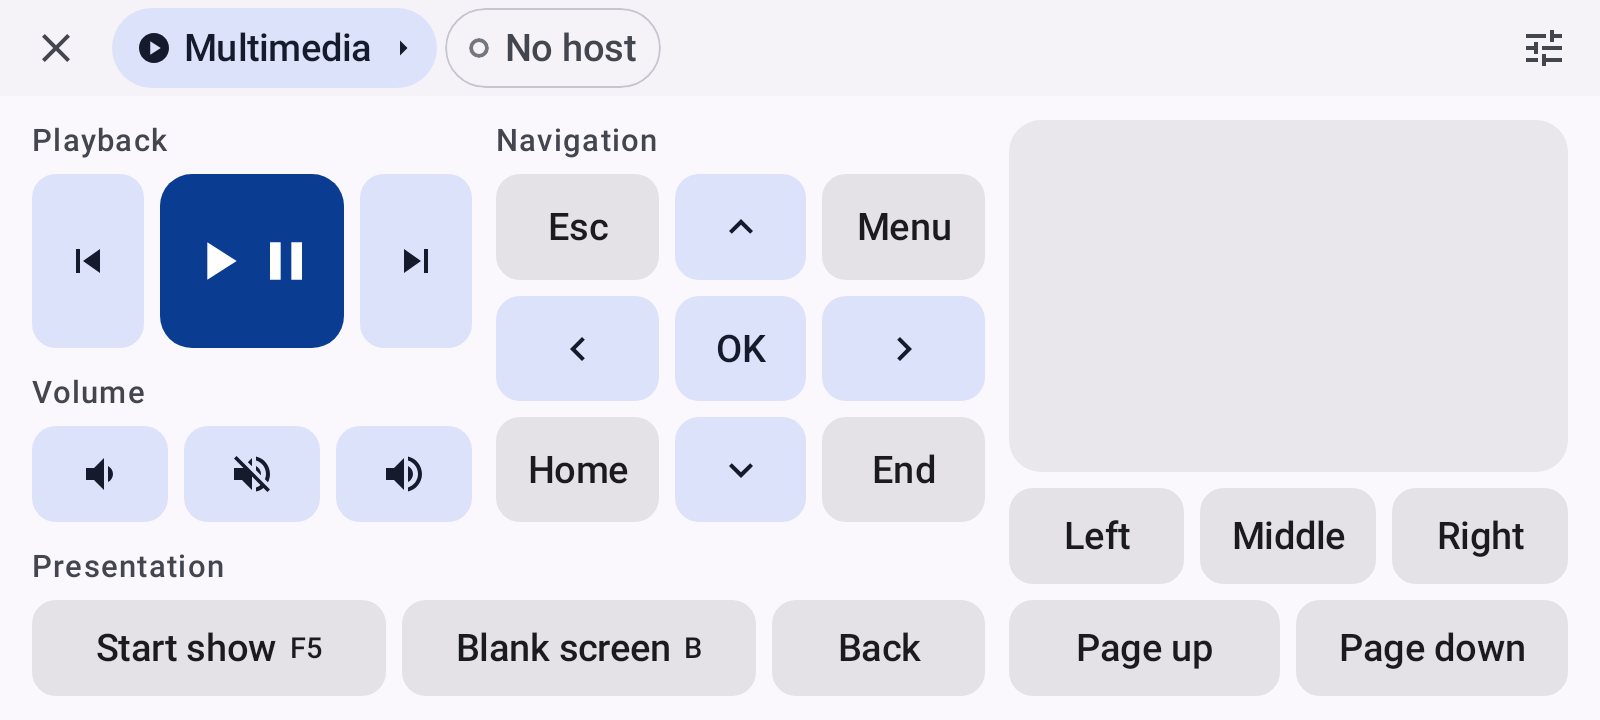 Multimedia
No host
Playback
Navigation
Esc
Menu
OK
Volume
Home
End
Left
Middle
Right
Presentation
Start show F5
Blank screen B
Back
Page up
Page down